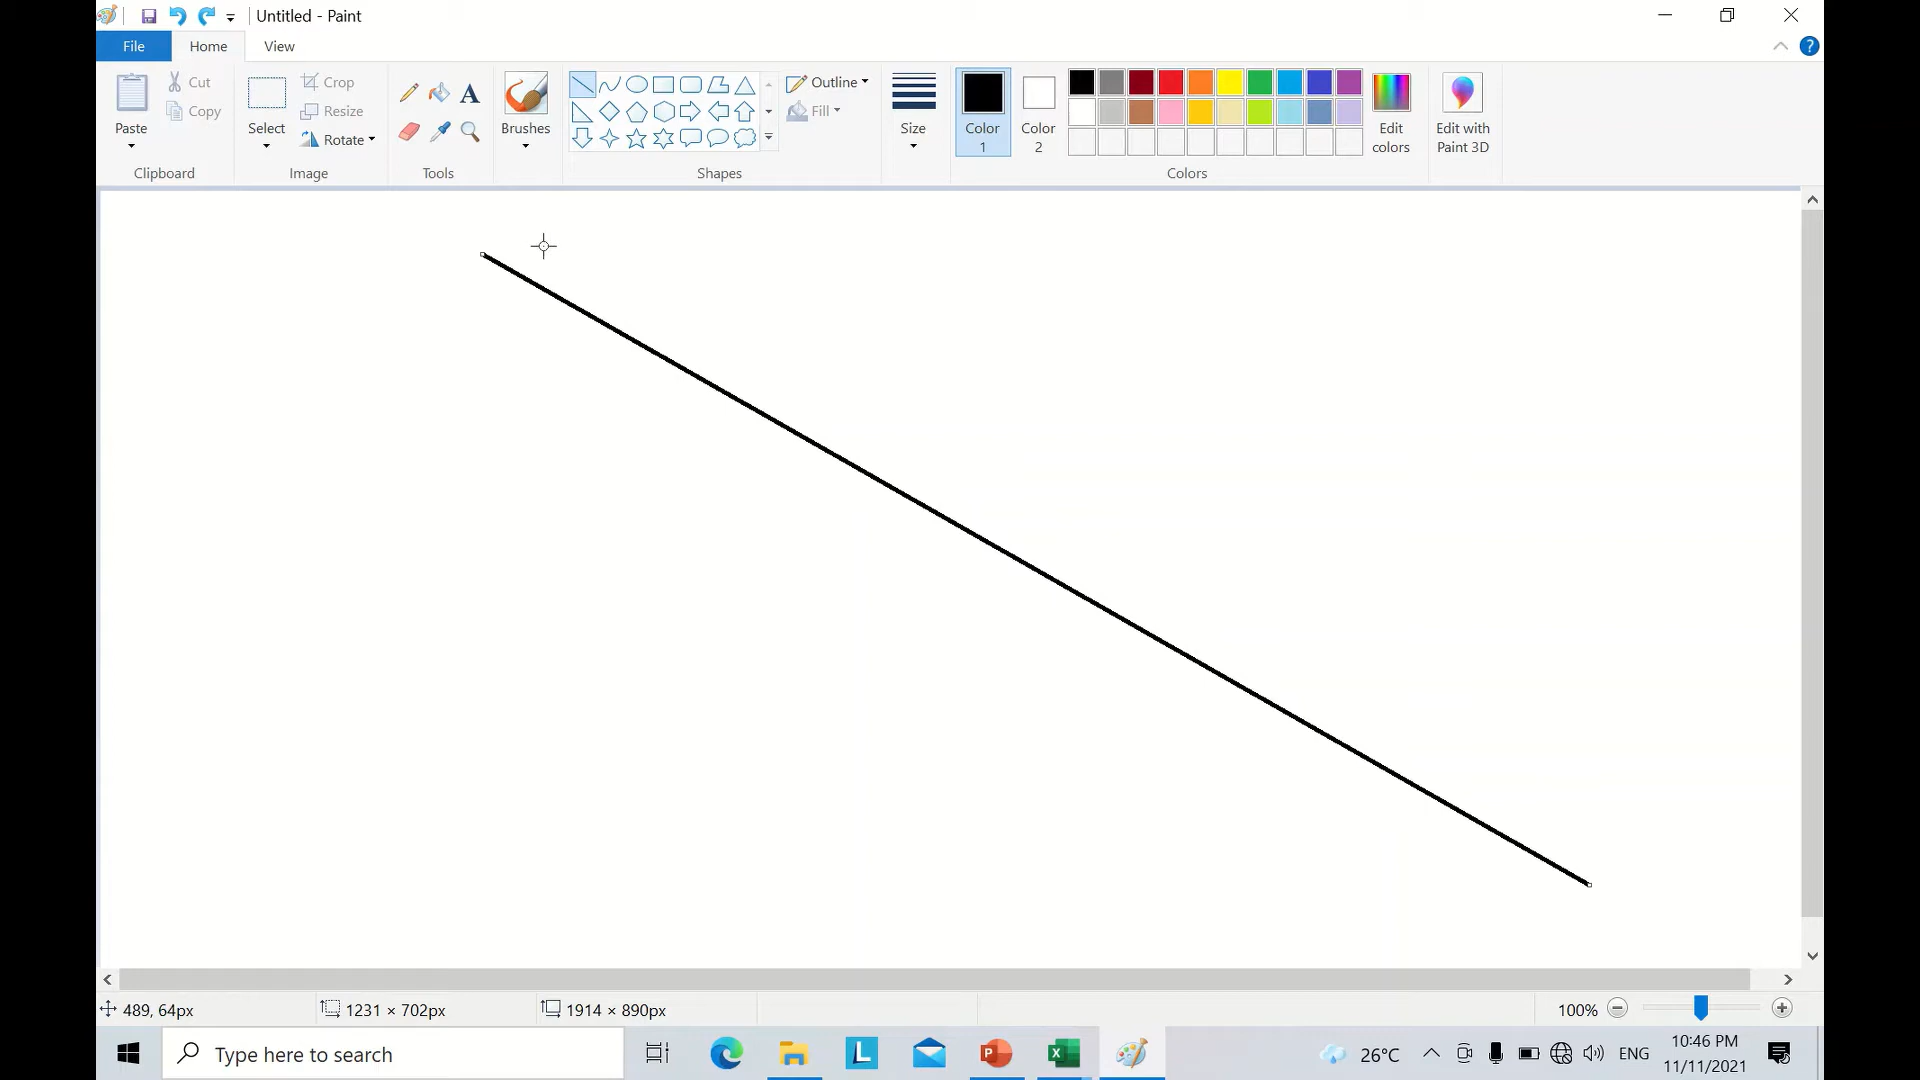 Untitled - Paint
File Home View
Paste
Cut
Copy
Clipboard
Select
Crop
Resize
Rotate
Image
A
Tools
Brushes
Outline
Fill
Shapes
Size
Color
1
Color
2
Edit
colors
Colors
Edit with
Paint 3D
489, 64px 1231 × 702px 1914 × 890px 100%
Type here to search
L
P
X
26°C
ENG
10:46 PM
11/11/2021